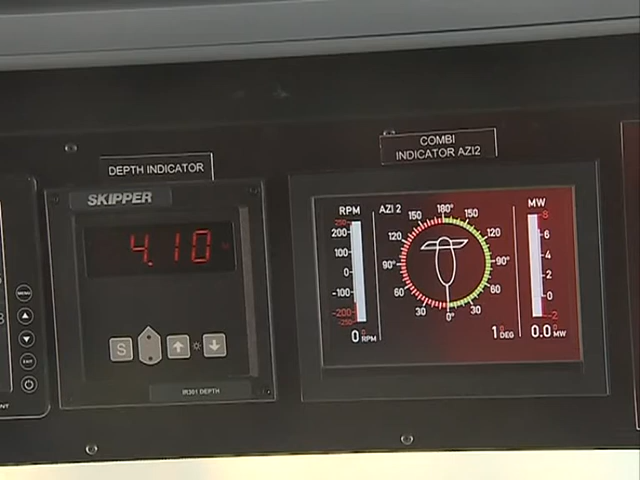 DEPTH INDICATOR
SKIPPER
4.10
S
IR301 DEPTH
COMBI
INDICATOR AZI2
RPM
200
100
0
-100
-200
-250
0 RPM
AZI 2
180°
150
150
120
120
90°
90°
60
60
30
30
0°
1 DEG
MW
8
6
4
2
0
-2
0.0 MW
MENU
EXIT